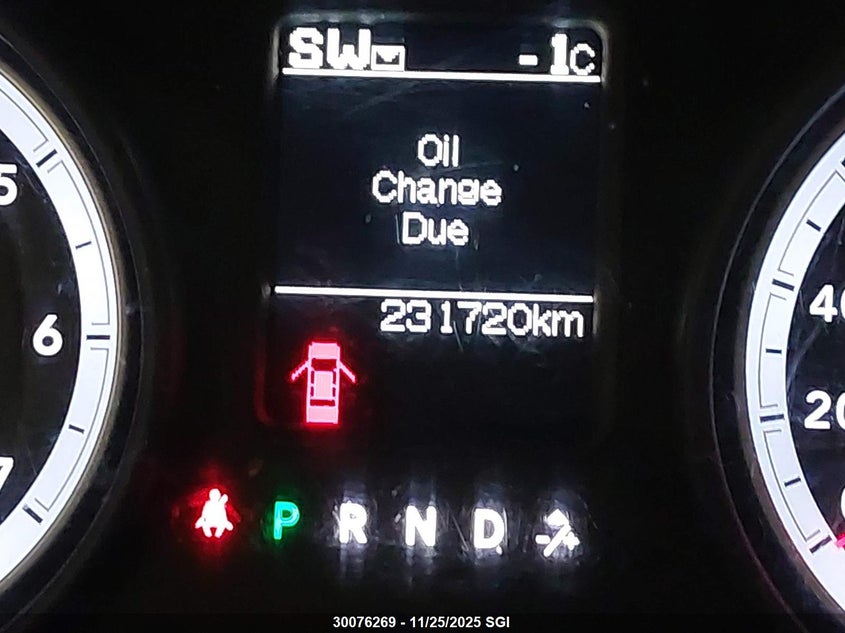 SW -1C
Oil
Change
Due
231720km
5
6
7
40
20
P R N D
30076269 - 11/25/2025 SGI